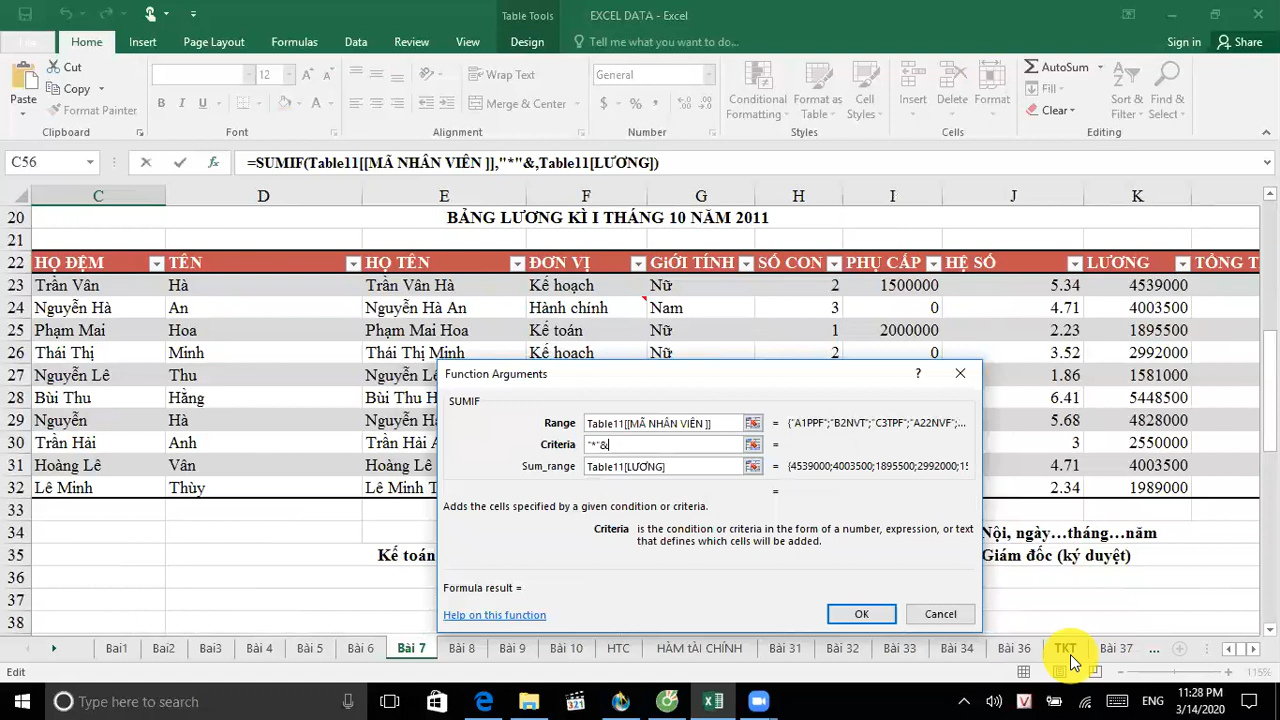 Table Tools
EXCEL DATA - Excel
Home Insert Page Layout Formulas Data Review View Design Tell me what you want to do... Sign in Share
Paste Cut Copy Format Painter
12 Wrap Text Merge & Center
General
Conditional Formatting Format as Table Cell Styles
Insert Delete Format
AutoSum Fill Clear Sort & Filter Find & Select
Clipboard Font Alignment Number Styles Cells Editing
C56 =SUMIF(Table11[[MÃ NHÂN VIÊN ]],"*"&,Table11[LƯƠNG])
C D E F G H I J K
20 BẢNG LƯƠNG KÌ I THÁNG 10 NĂM 2011
21
22 HỌ ĐỆM TÊN HỌ TÊN ĐƠN VỊ GIỚI TÍNH SỐ CON PHỤ CẤP HỆ SỐ LƯƠNG TỔNG T
23 Trần Vân Hà Trần Vân Hà Kế hoạch Nữ 2 1500000 5.34 4539000
24 Nguyễn Hà An Nguyễn Hà An Hành chính Nam 3 0 4.71 4003500
25 Phạm Mai Hoa Phạm Mai Hoa Kế toán Nữ 1 2000000 2.23 1895500
26 Thái Thị Minh Thái Thị Minh Kế hoạch Nữ 2 0 3.52 2992000
27 Nguyễn Lê Thu Nguyễn L 1.86 1581000
28 Bùi Thu Hằng Bùi Thu H 6.41 5448500
29 Nguyễn Hà Nguyễn H 5.68 4828000
30 Trần Hải Anh Trần Hải A 3 2550000
31 Hoàng Lê Vân Hoàng Lê 4.71 4003500
32 Lê Minh Thùy Lê Minh T 2.34 1989000
33
34 Nội, ngày...tháng...năm
35 Kế toán Giám đốc (ký duyệt)
36
37
38
Function Arguments
SUMIF
Range Table11[[MÃ NHÂN VIÊN ]] = {"A1PPF";"B2NVT";"C3TPF";"A22NVF";...
Criteria "*"& =
Sum_range Table11[LƯƠNG] = {4539000;4003500;1895500;2992000;15
=
Adds the cells specified by a given condition or criteria.
Criteria is the condition or criteria in the form of a number, expression, or text
that defines which cells will be added.
Formula result =
Help on this function OK Cancel
Bai1 Bai2 Bài 3 Bài 4 Bài 5 Bài 7 Bài 8 Bài 9 Bài 10 HTC HÀM tÀI CHÍNH Bài 31 Bài 32 Bài 33 Bài 34 Bài 36 TKT Bài 37 ...
Edit 115%
Type here to search ENG 11:28 PM
3/14/2020